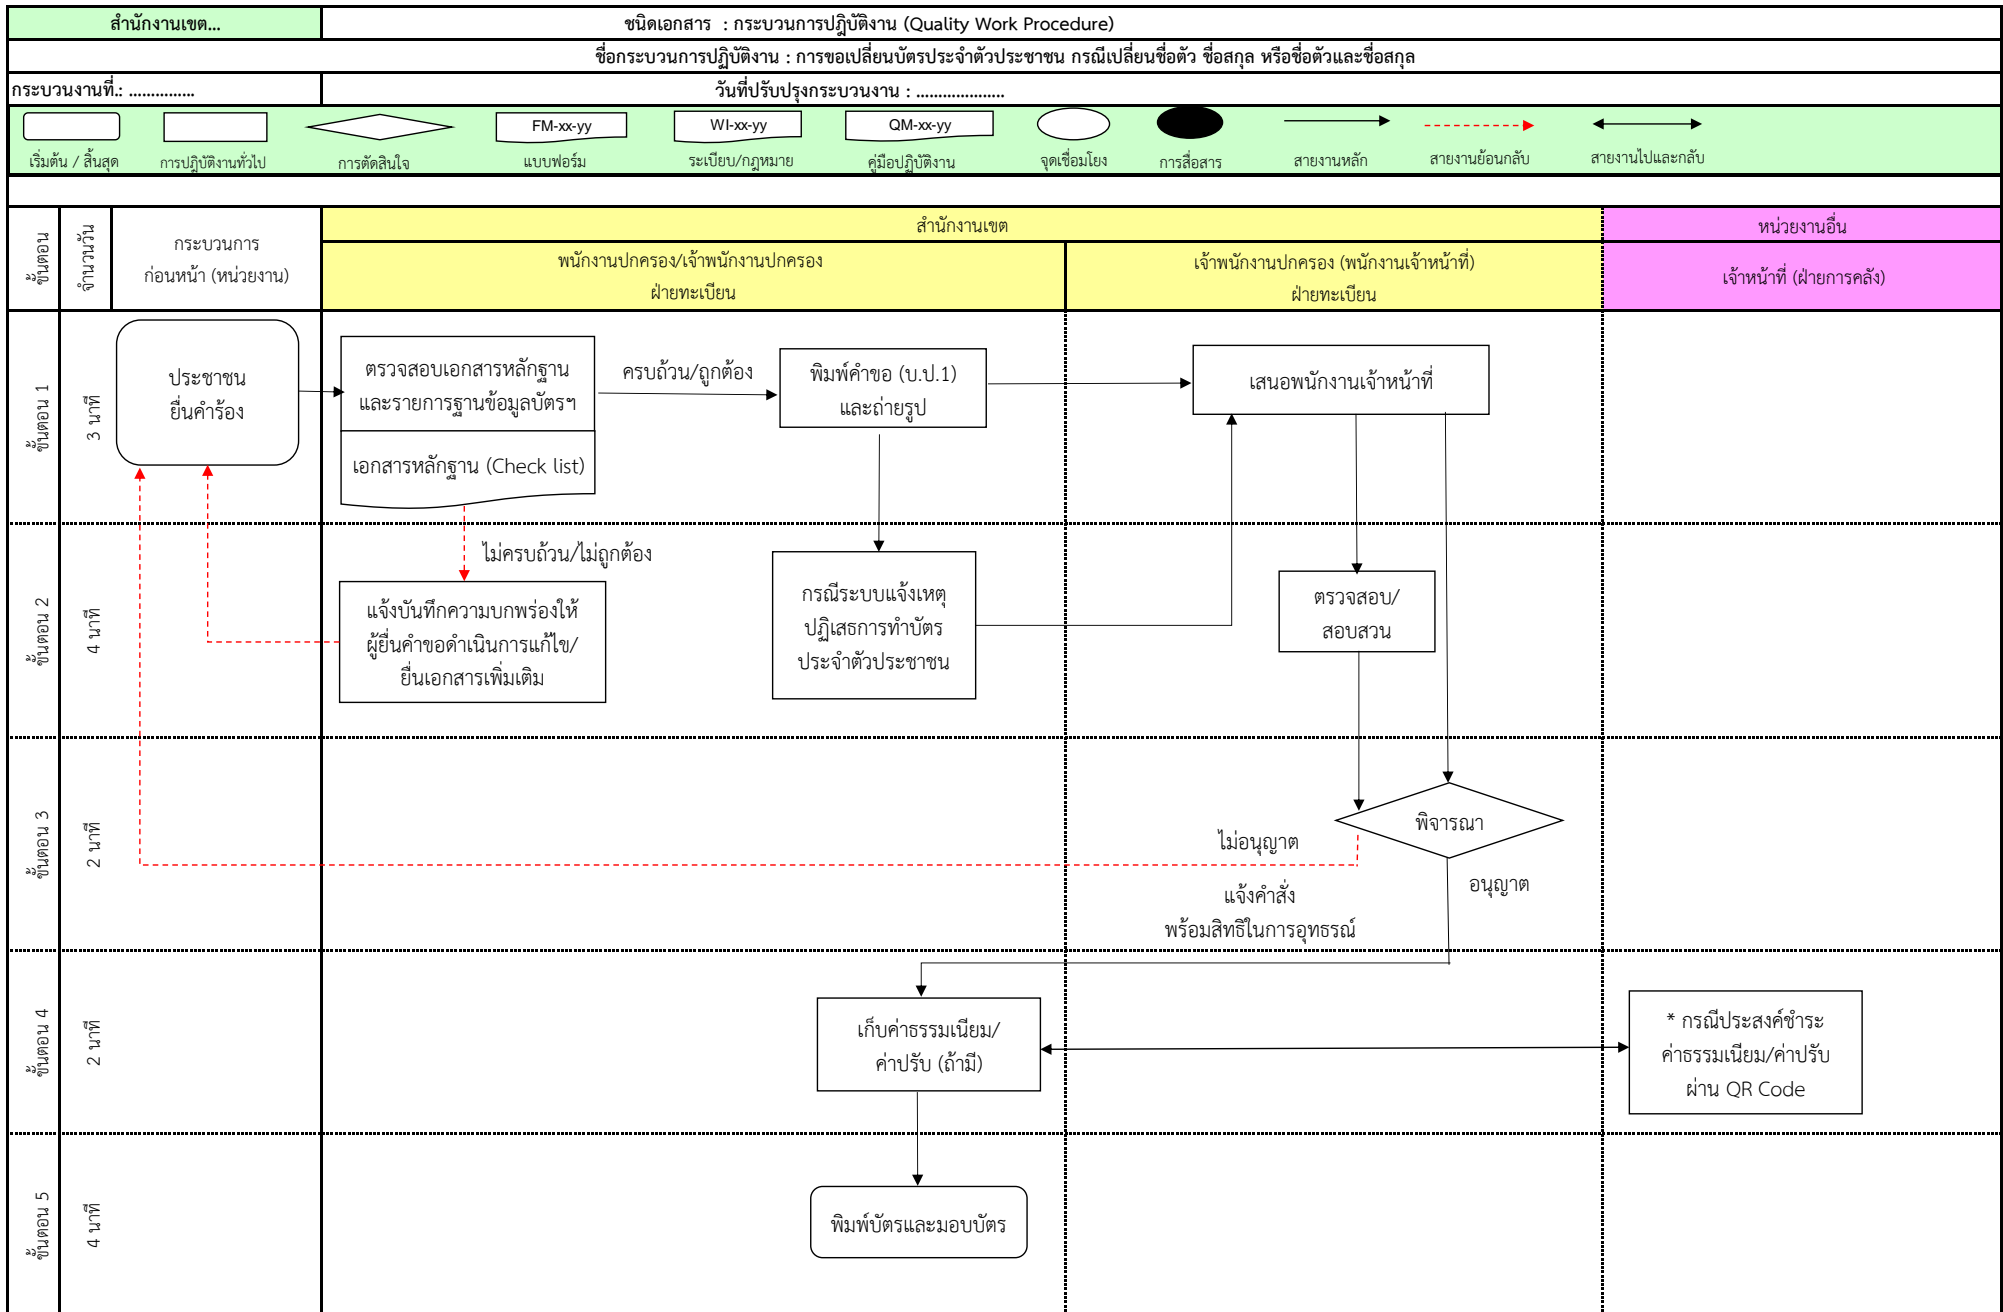 สำนักงานเขต...
ชนิดเอกสาร : กระบวนการปฎิบัติงาน (Quality Work Procedure)
ชื่อกระบวนการปฏิบัติงาน : การขอเปลี่ยนบัตรประจำตัวประชาชน กรณีเปลี่ยนชื่อตัว ชื่อสกุล หรือชื่อตัวและชื่อสกุล
กระบวนงานที่.: ...............
วันที่ปรับปรุงกระบวนงาน : ....................
FM-xx-yy
WI-xx-yy
QM-xx-yy
เริ่มต้น / สิ้นสุด
การปฎิบัติงานทั่วไป
การตัดสินใจ
แบบฟอร์ม
ระเบียบ/กฎหมาย
คู่มือปฏิบัติงาน
จุดเชื่อมโยง
การสื่อสาร
สายงานหลัก
สายงานย้อนกลับ
สายงานไปและกลับ
ขั้นตอน
จำนวนวัน
กระบวนการ
ก่อนหน้า (หน่วยงาน)
สำนักงานเขต
หน่วยงานอื่น
พนักงานปกครอง/เจ้าพนักงานปกครอง
ฝ่ายทะเบียน
เจ้าพนักงานปกครอง (พนักงานเจ้าหน้าที่)
ฝ่ายทะเบียน
เจ้าหน้าที่ (ฝ่ายการคลัง)
ขั้นตอน 1
3 นาที
ประชาชน
ยื่นคำร้อง
ตรวจสอบเอกสารหลักฐาน
และรายการฐานข้อมูลบัตรฯ
เอกสารหลักฐาน (Check list)
ครบถ้วน/ถูกต้อง
พิมพ์คำขอ (บ.ป.1)
และถ่ายรูป
เสนอพนักงานเจ้าหน้าที่
ขั้นตอน 2
4 นาที
ไม่ครบถ้วน/ไม่ถูกต้อง
แจ้งบันทึกความบกพร่องให้
ผู้ยื่นคำขอดำเนินการแก้ไข/
ยื่นเอกสารเพิ่มเติม
กรณีระบบแจ้งเหตุ
ปฏิเสธการทำบัตร
ประจำตัวประชาชน
ตรวจสอบ/
สอบสวน
ขั้นตอน 3
2 นาที
พิจารณา
ไม่อนุญาต
อนุญาต
แจ้งคำสั่ง
พร้อมสิทธิในการอุทธรณ์
ขั้นตอน 4
2 นาที
เก็บค่าธรรมเนียม/
ค่าปรับ (ถ้ามี)
* กรณีประสงค์ชำระ
ค่าธรรมเนียม/ค่าปรับ
ผ่าน QR Code
ขั้นตอน 5
4 นาที
พิมพ์บัตรและมอบบัตร